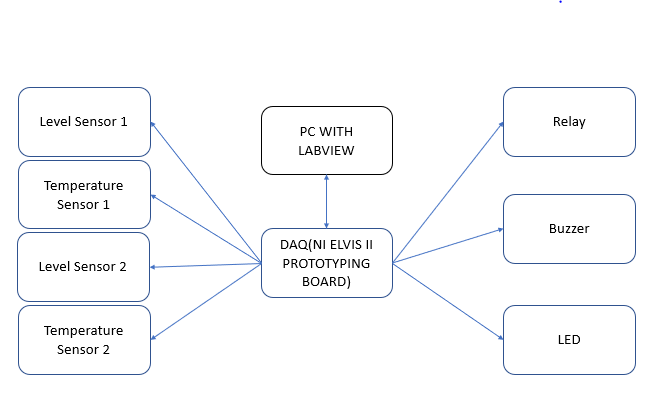 Level Sensor 1
Temperature
Sensor 1
Level Sensor 2
Temperature
Sensor 2
PC WITH
LABVIEW
DAQ(NI ELVIS II
PROTOTYPING
BOARD)
Relay
Buzzer
LED